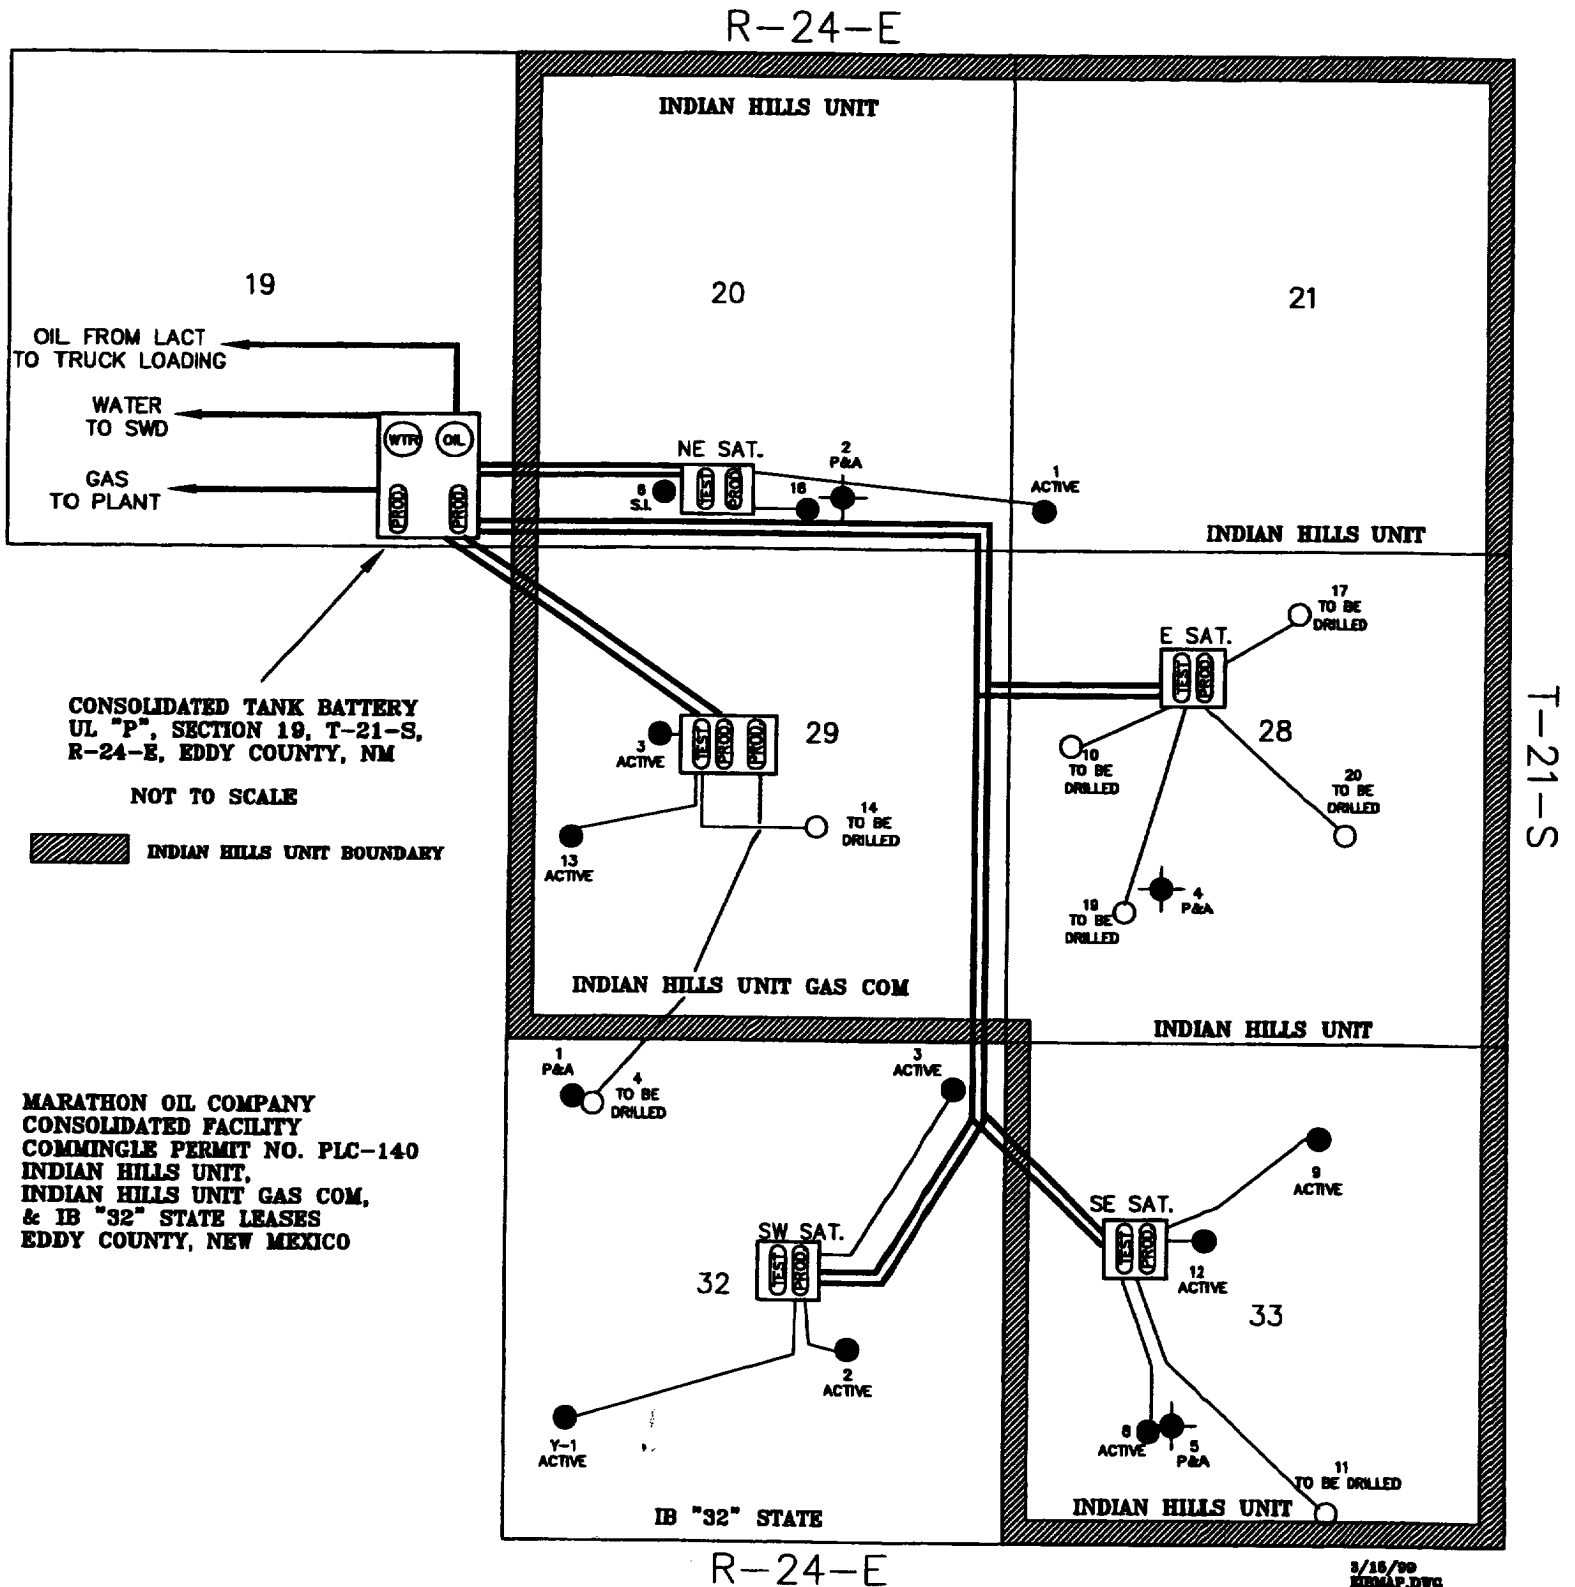 R-24-E
INDIAN HILLS UNIT
19
20
21
OIL FROM LACT
TO TRUCK LOADING
WATER
TO SWD
GAS
TO PLANT
WTR
OIL
PROD
PROD
NE SAT.
TEST
PROD
6
S.I.
16
2
P&A
1
ACTIVE
INDIAN HILLS UNIT
17
TO BE
DRILLED
E SAT.
TEST
PROD
28
10
TO BE
DRILLED
20
TO BE
DRILLED
19
TO BE
DRILLED
4
P&A
INDIAN HILLS UNIT
T-21-S
CONSOLIDATED TANK BATTERY
UL "P", SECTION 19, T-21-S,
R-24-E, EDDY COUNTY, NM
NOT TO SCALE
INDIAN HILLS UNIT BOUNDARY
3
ACTIVE
TEST
PROD
PROD
29
13
ACTIVE
14
TO BE
DRILLED
INDIAN HILLS UNIT GAS COM
MARATHON OIL COMPANY
CONSOLIDATED FACILITY
COMMINGLE PERMIT NO. PLC-140
INDIAN HILLS UNIT,
INDIAN HILLS UNIT GAS COM,
& IB "32" STATE LEASES
EDDY COUNTY, NEW MEXICO
1
P&A
4
TO BE
DRILLED
3
ACTIVE
SW SAT.
TEST
PROD
32
2
ACTIVE
Y-1
ACTIVE
IB "32" STATE
SE SAT.
TEST
PROD
9
ACTIVE
12
ACTIVE
33
8
ACTIVE
5
P&A
11
TO BE DRILLED
INDIAN HILLS UNIT
R-24-E
3/15/99